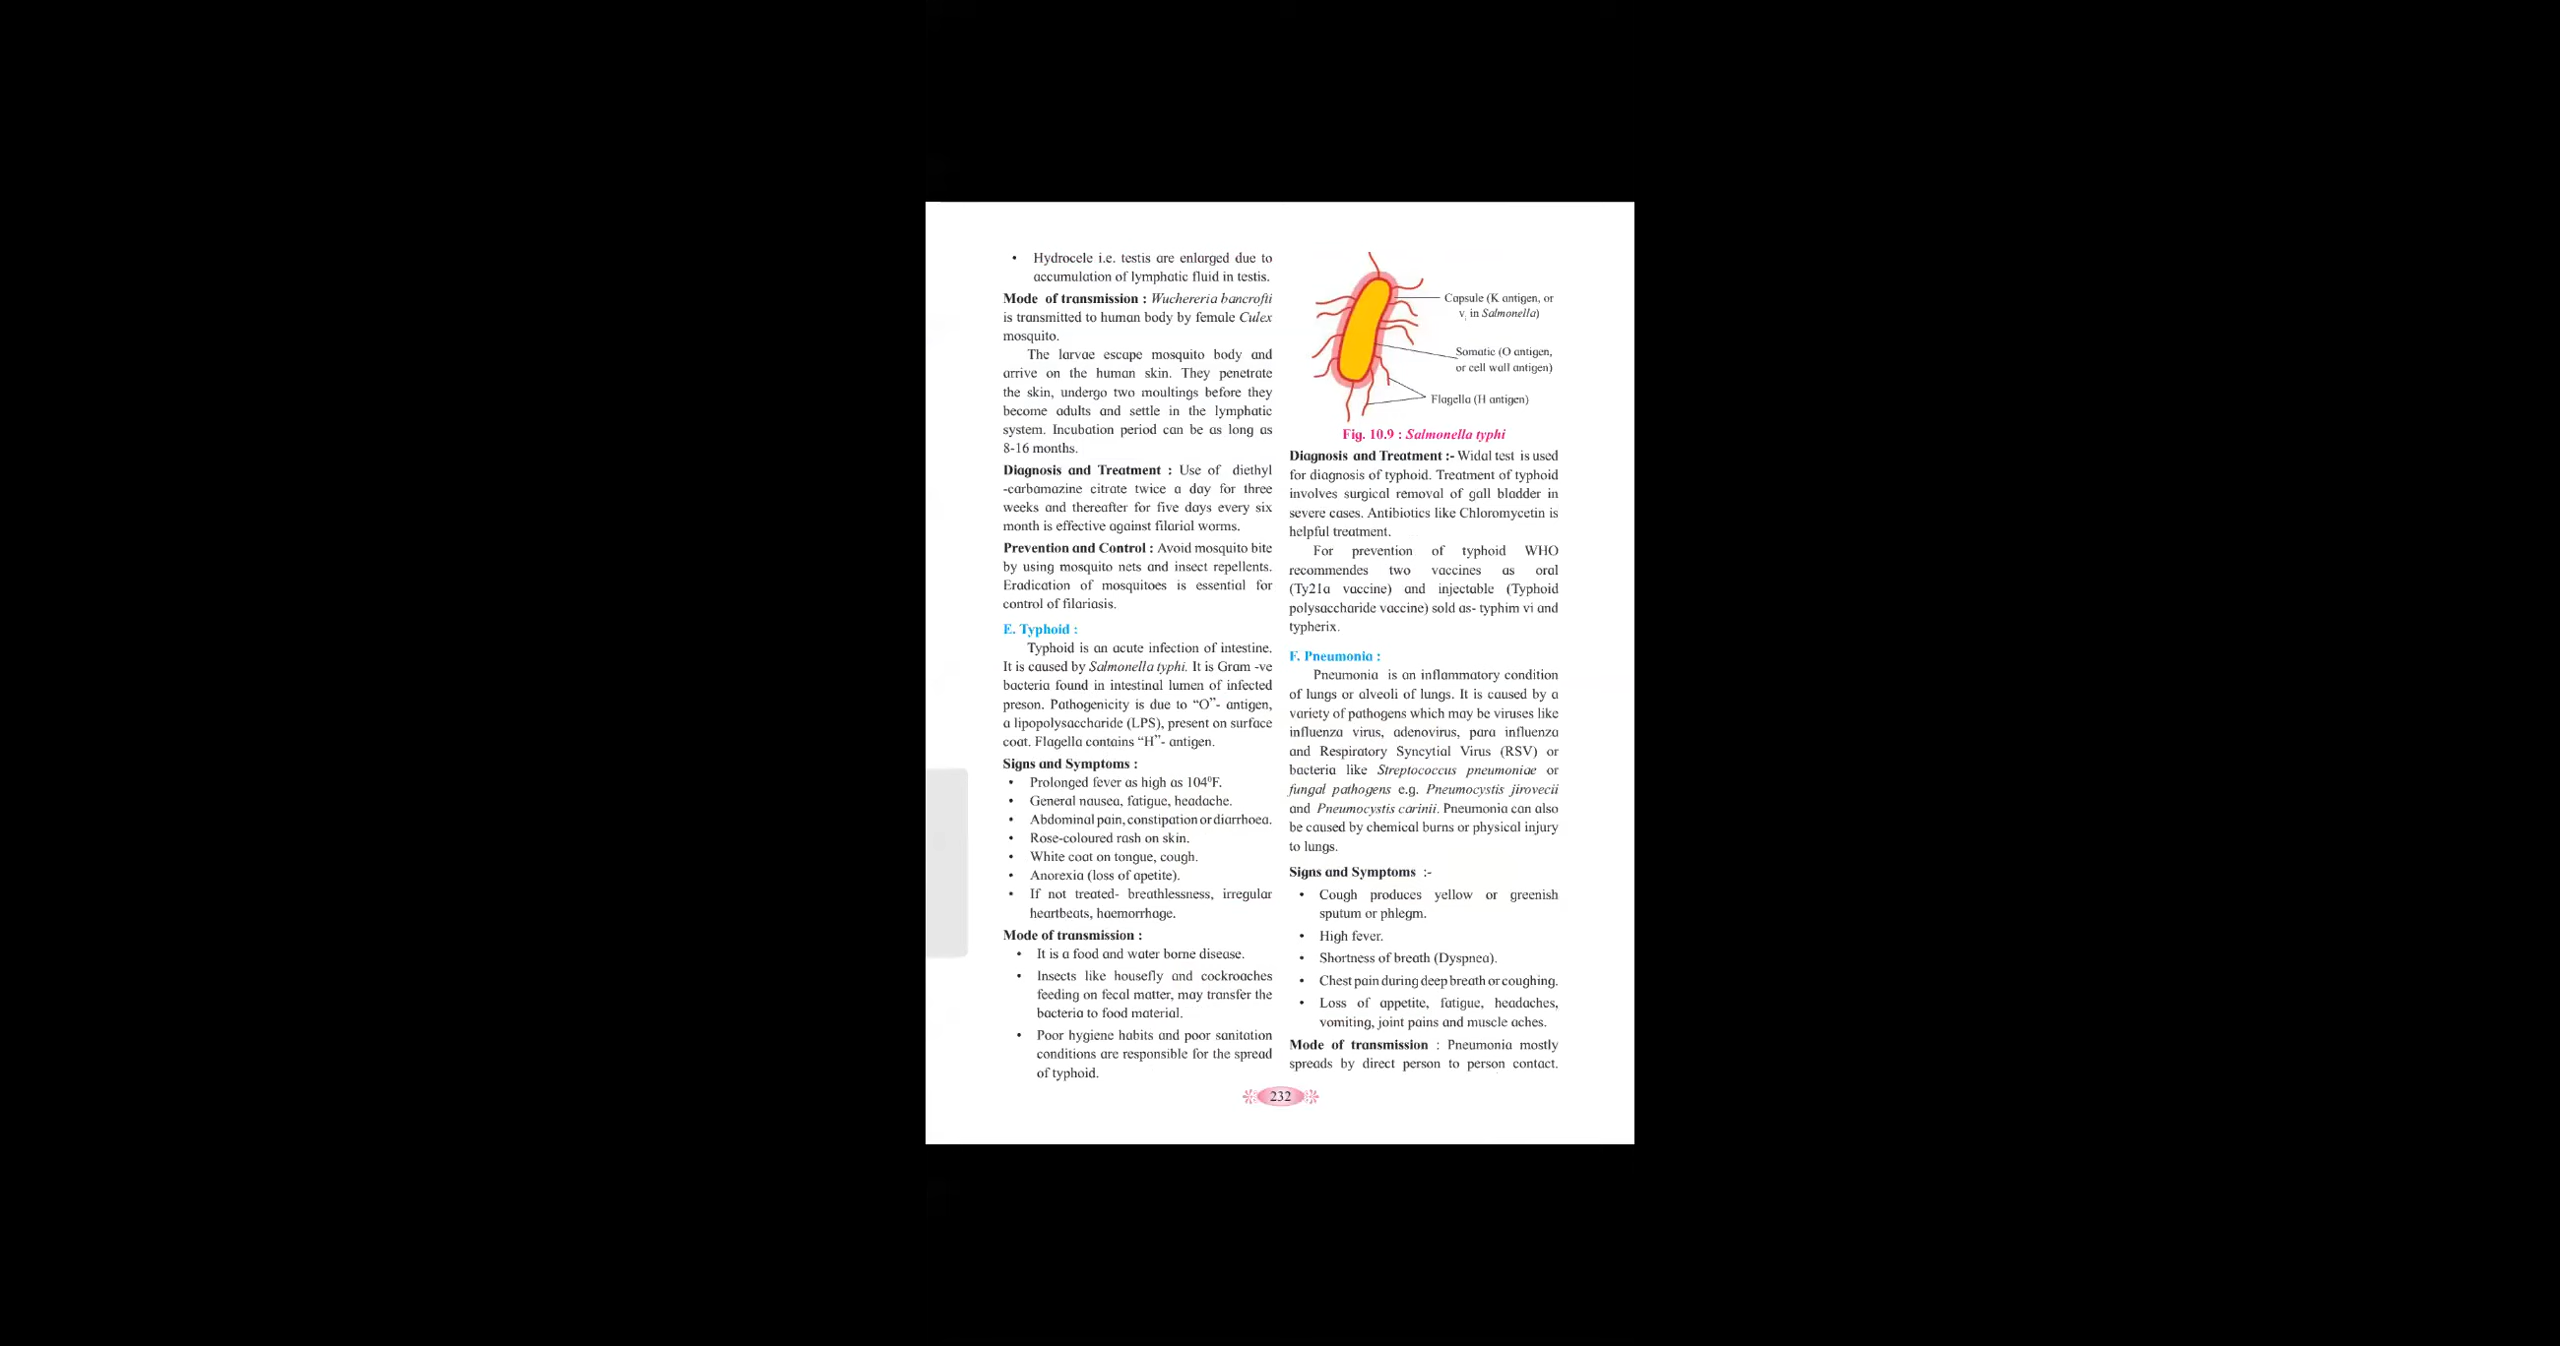 • Hydrocele i.e. testis are enlarged due to
accumulation of lymphatic fluid in testis.
Mode of transmission : Wuchereria bancrofti
is transmitted to human body by female Culex
mosquito.
The larvae escape mosquito body and
arrive on the human skin. They penetrate
the skin, undergo two moultings before they
become adults and settle in the lymphatic
system. Incubation period can be as long as
8-16 months.
Diagnosis and Treatment : Use of diethyl
-carbamazine citrate twice a day for three
weeks and thereafter for five days every six
month is effective against filarial worms.
Prevention and Control : Avoid mosquito bite
by using mosquito nets and insect repellents.
Eradication of mosquitoes is essential for
control of filariasis.
E. Typhoid :
Typhoid is an acute infection of intestine.
It is caused by Salmonella typhi. It is Gram -ve
bacteria found in intestinal lumen of infected
preson. Pathogenicity is due to “O”- antigen,
a lipopolysaccharide (LPS), present on surface
coat. Flagella contains “H”- antigen.
Signs and Symptoms :
• Prolonged fever as high as 104⁰F.
• General nausea, fatigue, headache.
• Abdominal pain, constipation or diarrhoea.
• Rose-coloured rash on skin.
• White coat on tongue, cough.
• Anorexia (loss of apetite).
• If not treated- breathlessness, irregular
heartbeats, haemorrhage.
Mode of transmission :
• It is a food and water borne disease.
• Insects like housefly and cockroaches
feeding on fecal matter, may transfer the
bacteria to food material.
• Poor hygiene habits and poor sanitation
conditions are responsible for the spread
of typhoid.
Capsule (K antigen, or
vi in Salmonella)
Somatic (O antigen,
or cell wall antigen)
Flagella (H antigen)
Fig. 10.9 : Salmonella typhi
Diagnosis and Treatment :- Widal test is used
for diagnosis of typhoid. Treatment of typhoid
involves surgical removal of gall bladder in
severe cases. Antibiotics like Chloromycetin is
helpful treatment.
For prevention of typhoid WHO
recommendes two vaccines as oral
(Ty21a vaccine) and injectable (Typhoid
polysaccharide vaccine) sold as- typhim vi and
typherix.
F. Pneumonia :
Pneumonia is an inflammatory condition
of lungs or alveoli of lungs. It is caused by a
variety of pathogens which may be viruses like
influenza virus, adenovirus, para influenza
and Respiratory Syncytial Virus (RSV) or
bacteria like Streptococcus pneumoniae or
fungal pathogens e.g. Pneumocystis jirovecii
and Pneumocystis carinii. Pneumonia can also
be caused by chemical burns or physical injury
to lungs.
Signs and Symptoms :-
• Cough produces yellow or greenish
sputum or phlegm.
• High fever.
• Shortness of breath (Dyspnea).
• Chest pain during deep breath or coughing.
• Loss of appetite, fatigue, headaches,
vomiting, joint pains and muscle aches.
Mode of transmission : Pneumonia mostly
spreads by direct person to person contact.
232